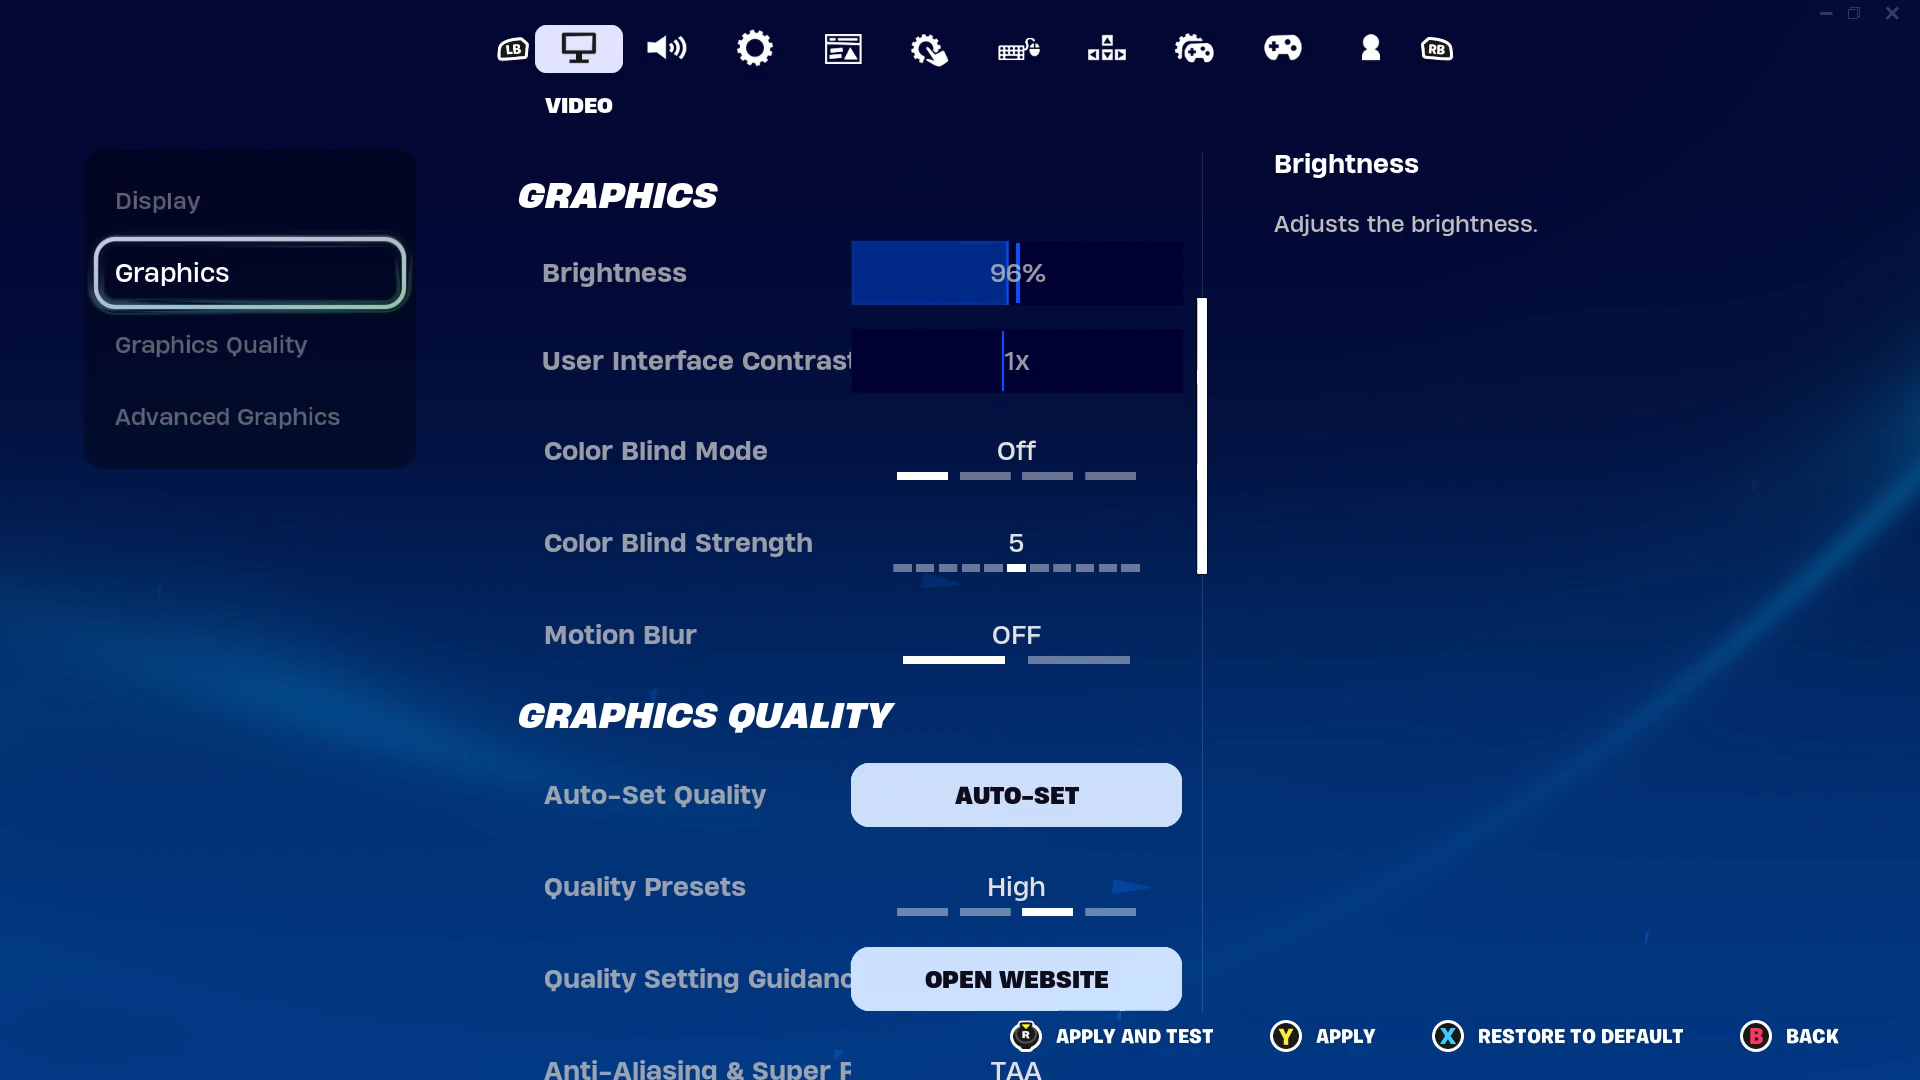 LB
RB
VIDEO
Display
Graphics
Graphics Quality
Advanced Graphics
GRAPHICS
Brightness 96%
User Interface Contrast 1x
Color Blind Mode Off
Color Blind Strength 5
Motion Blur OFF
GRAPHICS QUALITY
Auto-Set Quality AUTO-SET
Quality Presets High
Quality Setting Guidanc OPEN WEBSITE
Anti-Aliasing & Super R TAA
Brightness
Adjusts the brightness.
R APPLY AND TEST Y APPLY X RESTORE TO DEFAULT B BACK